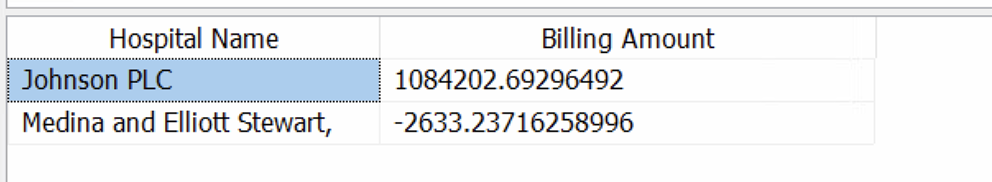 Hospital Name Billing Amount
Johnson PLC 1084202.69296492
Medina and Elliott Stewart, -2633.23716258996